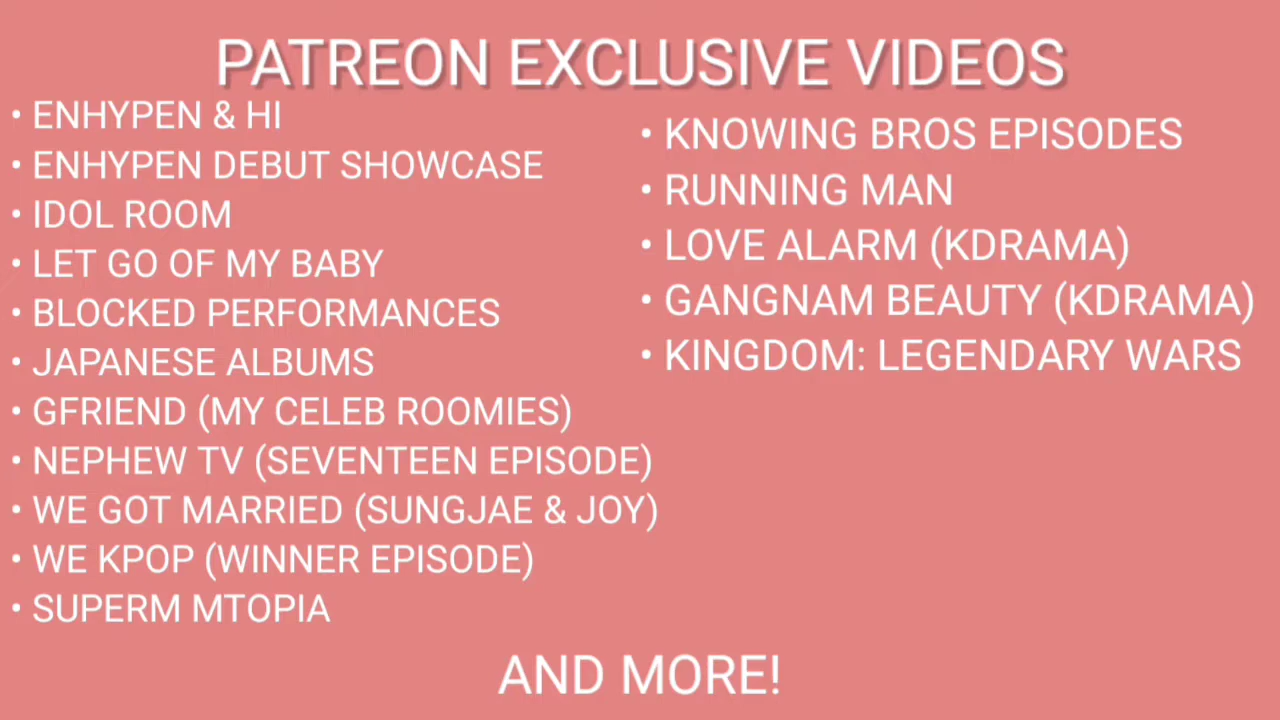 PATREON EXCLUSIVE VIDEOS
• ENHYPEN & HI
• ENHYPEN DEBUT SHOWCASE
• IDOL ROOM
• LET GO OF MY BABY
• BLOCKED PERFORMANCES
• JAPANESE ALBUMS
• GFRIEND (MY CELEB ROOMIES)
• NEPHEW TV (SEVENTEEN EPISODE)
• WE GOT MARRIED (SUNGJAE & JOY)
• WE KPOP (WINNER EPISODE)
• SUPERM MTOPIA
• KNOWING BROS EPISODES
• RUNNING MAN
• LOVE ALARM (KDRAMA)
• GANGNAM BEAUTY (KDRAMA)
• KINGDOM: LEGENDARY WARS
AND MORE!